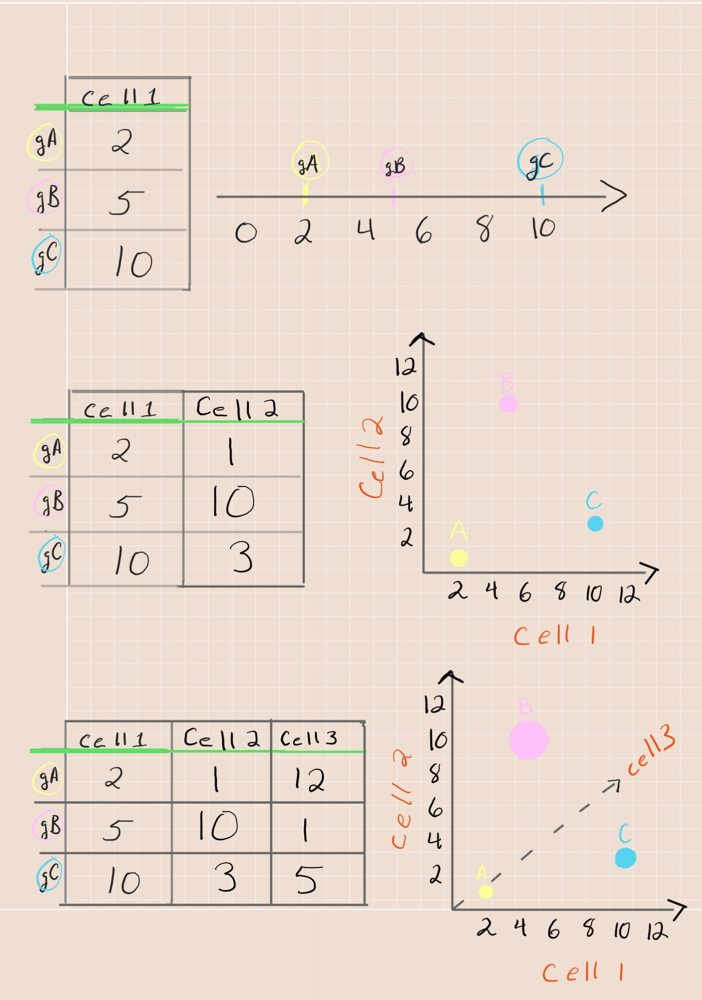 cell 1
gA 2
gB 5
gC 10
gA gB gC
0 2 4 6 8 10
cell 1 Cell 2
gA 2 1
gB 5 10
gC 10 3
12
10
8
6
4
2
Cell 2
B
C
A
2 4 6 8 10 12
Cell 1
cell 1 Cell 2 Cell 3
gA 2 1 12
gB 5 10 1
gC 10 3 5
12
10
8
6
4
2
Cell 2
B
cell 3
C
A
2 4 6 8 10 12
Cell 1